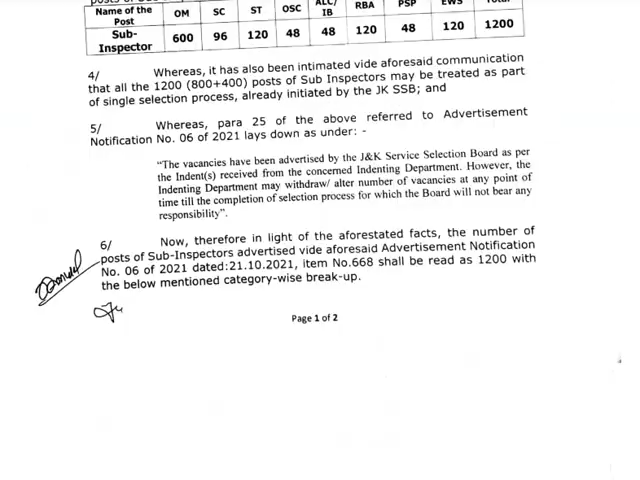 Name of the Post OM SC ST OSC ALC/IB RBA PSP EWS Total
Sub-Inspector 600 96 120 48 48 120 48 120 1200
4/ Whereas, it has also been intimated vide aforesaid communication
that all the 1200 (800+400) posts of Sub Inspectors may be treated as part
of single selection process, already initiated by the JK SSB; and
5/ Whereas, para 25 of the above referred to Advertisement
Notification No. 06 of 2021 lays down as under: -
“The vacancies have been advertised by the J&K Service Selection Board as per
the Indent(s) received from the concerned Indenting Department. However, the
Indenting Department may withdraw/ alter number of vacancies at any point of
time till the completion of selection process for which the Board will not bear any
responsibility”.
6/ Now, therefore in light of the aforestated facts, the number of
posts of Sub-Inspectors advertised vide aforesaid Advertisement Notification
No. 06 of 2021 dated:21.10.2021, item No.668 shall be read as 1200 with
the below mentioned category-wise break-up.
Page 1 of 2